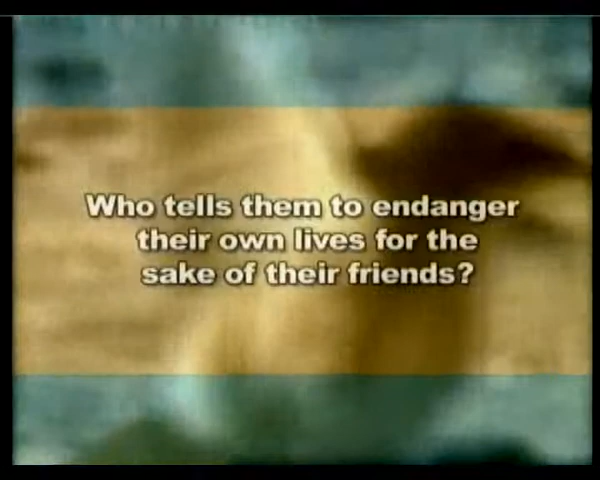 Who tells them to endanger
their own lives for the
sake of their friends?